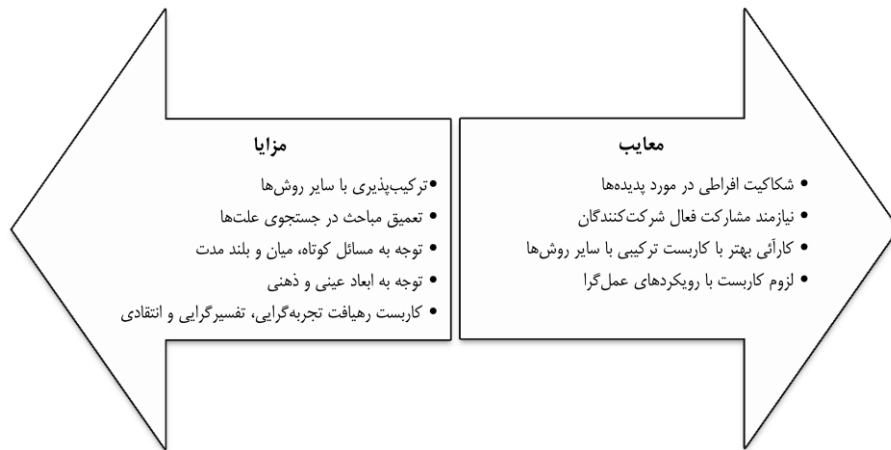 معایب
• شکاکیت افراطی در مورد پدیده‌ها
• نیازمند مشارکت فعال شرکت‌کنندگان
• کارآئی بهتر با کاربست ترکیبی با سایر روش‌ها
• لزوم کاربست با رویکردهای عمل‌گرا
مزایا
• ترکیب‌پذیری با سایر روش‌ها
• تعمیق مباحث در جستجوی علت‌ها
• توجه به مسائل کوتاه، میان و بلند مدت
• توجه به ابعاد عینی و ذهنی
• کاربست رهیافت تجربه‌گرایی، تفسیرگرایی و انتقادی